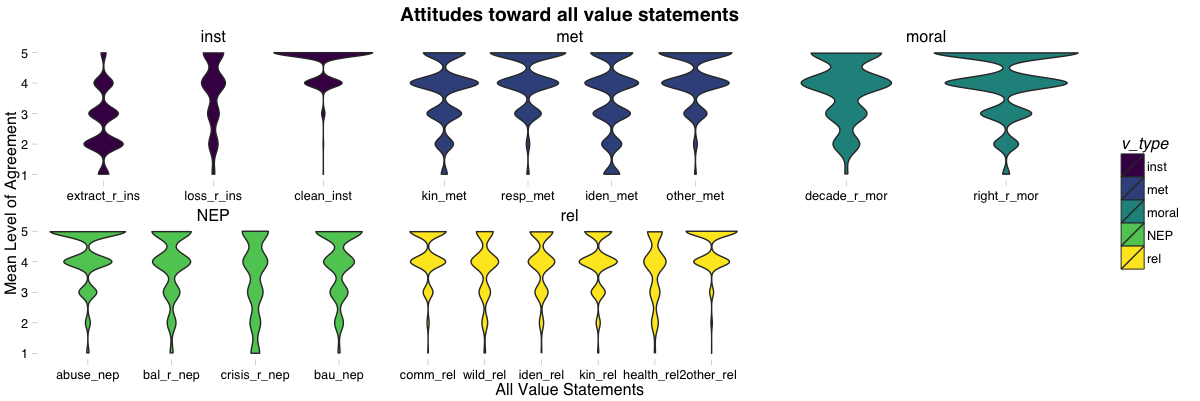 Attitudes toward all value statements
inst met moral
5
4
3
2
1
extract_r_ins loss_r_ins clean_inst kin_met resp_met iden_met other_met decade_r_mor right_r_mor
NEP rel
5
4
3
2
1
abuse_nep bal_r_nep crisis_r_nep bau_nep comm_rel wild_rel iden_rel kin_rel health_rel2other_rel
All Value Statements
Mean Level of Agreement
v_type
inst
met
moral
NEP
rel